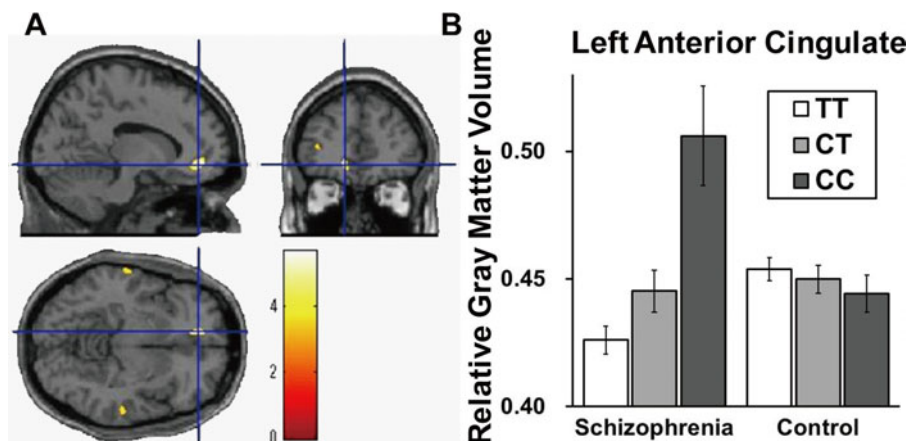 A
B
Left Anterior Cingulate
Relative Gray Matter Volume
0.50
0.45
0.40
TT
CT
CC
Schizophrenia
Control
4
2
0